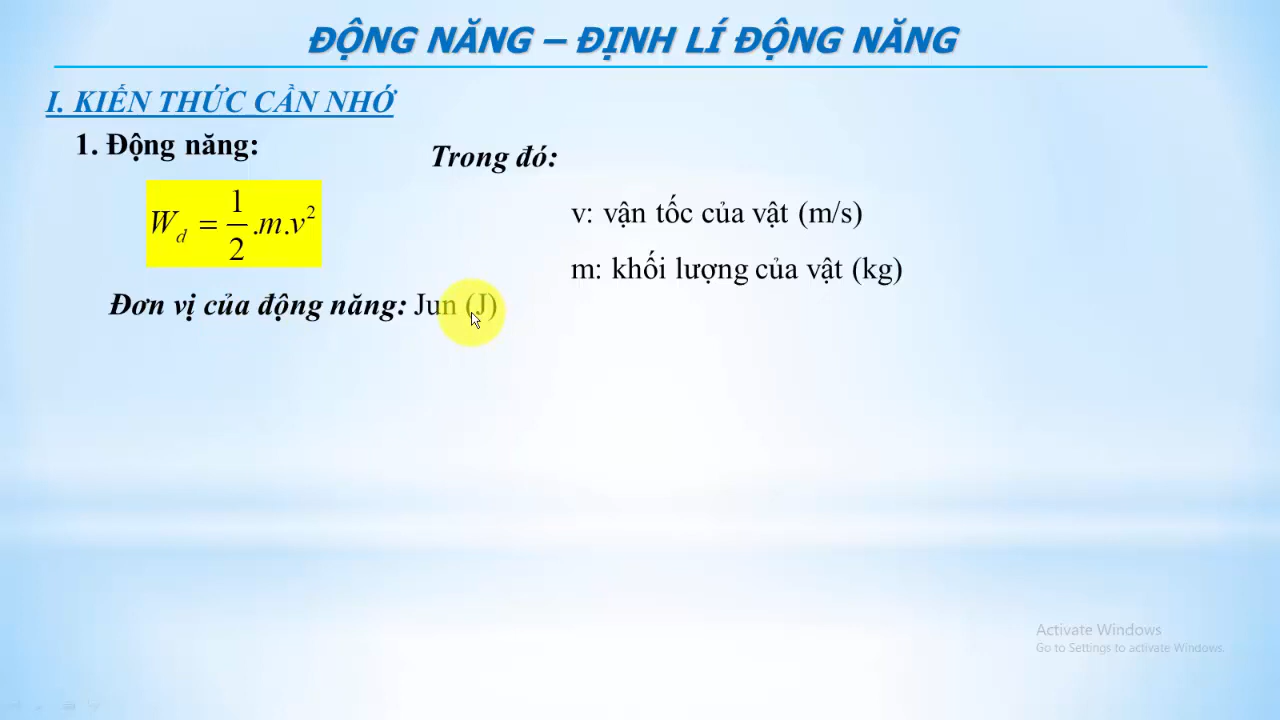 ĐỘNG NĂNG – ĐỊNH LÍ ĐỘNG NĂNG
I. KIẾN THỨC CẦN NHỚ
1. Động năng:
Trong đó:
W_d = 1/2 .m.v²
v: vận tốc của vật (m/s)
m: khối lượng của vật (kg)
Đơn vị của động năng: Jun (J)
Activate Windows
Go to Settings to activate Windows.